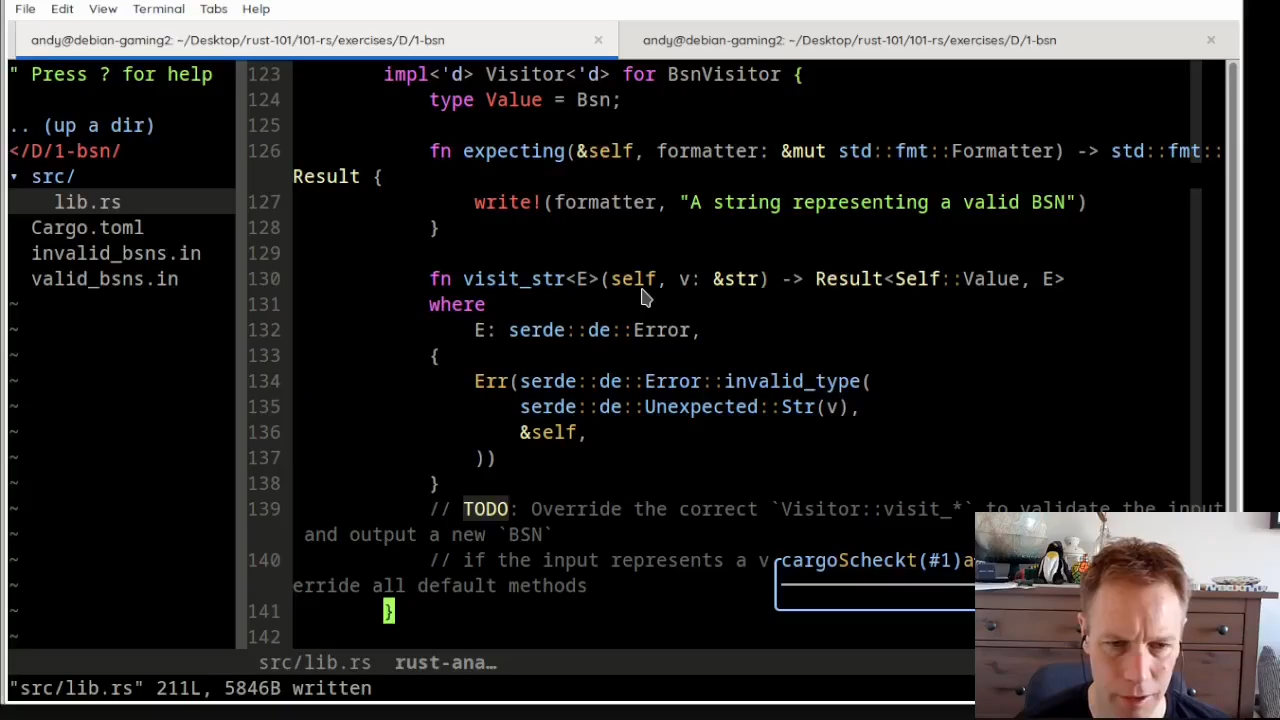 File Edit View Terminal Tabs Help
andy@debian-gaming2: ~/Desktop/rust-101/101-rs/exercises/D/1-bsn × andy@debian-gaming2: ~/Desktop/rust-101/101-rs/exercises/D/1-bsn ×
" Press ? for help
.. (up a dir)
</D/1-bsn/
▾ src/
lib.rs
Cargo.toml
invalid_bsns.in
valid_bsns.in
~
~
~
~
~
~
~
~
~
~
~
~
~
~
123 impl<'d> Visitor<'d> for BsnVisitor {
124 type Value = Bsn;
125
126 fn expecting(&self, formatter: &mut std::fmt::Formatter) -> std::fmt::
Result {
127 write!(formatter, "A string representing a valid BSN")
128 }
129
130 fn visit_str<E>(self, v: &str) -> Result<Self::Value, E>
131 where
132 E: serde::de::Error,
133 {
134 Err(serde::de::Error::invalid_type(
135 serde::de::Unexpected::Str(v),
136 &self,
137 ))
138 }
139 // TODO: Override the correct `Visitor::visit_*` to validate the input
and output a new `BSN`
140 // if the input represents a v
erride all default methods
141 }
142
cargoScheckt(#1)a
src/lib.rs rust-ana…
"src/lib.rs" 211L, 5846B written